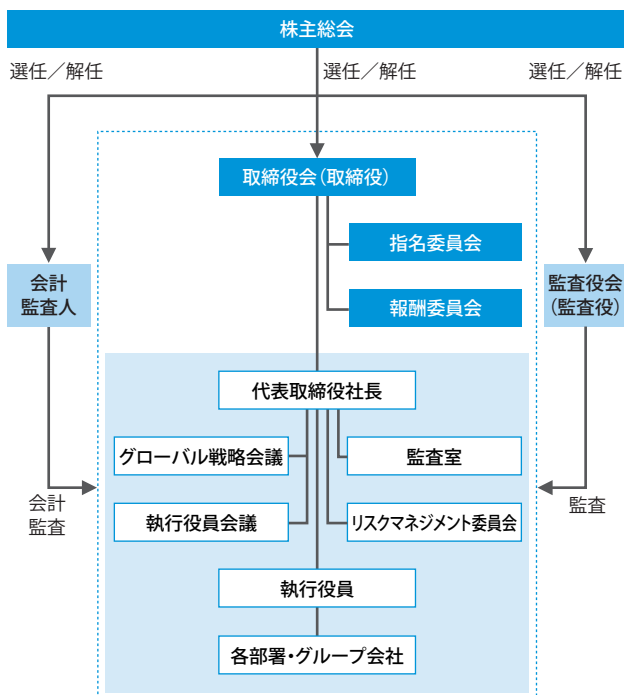 株主総会
選任／解任
選任／解任
選任／解任
取締役会（取締役）
指名委員会
報酬委員会
会計
監査人
監査役会
（監査役）
代表取締役社長
グローバル戦略会議
監査室
執行役員会議
リスクマネジメント委員会
会計
監査
監査
執行役員
各部署・グループ会社